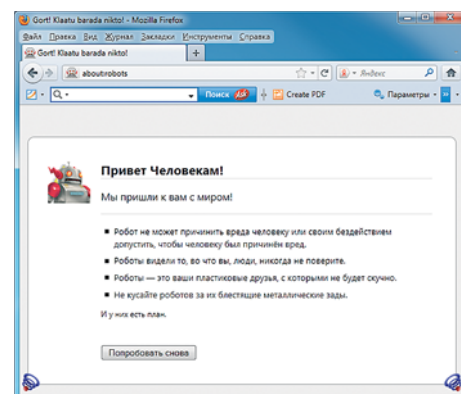 Gort! Klaatu barada nikto! - Mozilla Firefox
Файл Правка Вид Журнал Закладки Инструменты Справка
Gort! Klaatu barada nikto!
aboutrobots
Яndex
Поиск Ask Create PDF Параметры
Привет Человекам!
Мы пришли к вам с миром!
Робот не может причинить вреда человеку или своим бездействием
допустить, чтобы человеку был причинён вред.
Роботы видели то, во что вы, люди, никогда не поверите.
Роботы — это ваши пластиковые друзья, с которыми не будет скучно.
Не кусайте роботов за их блестящие металлические зады.
И у них есть план.
Попробовать снова